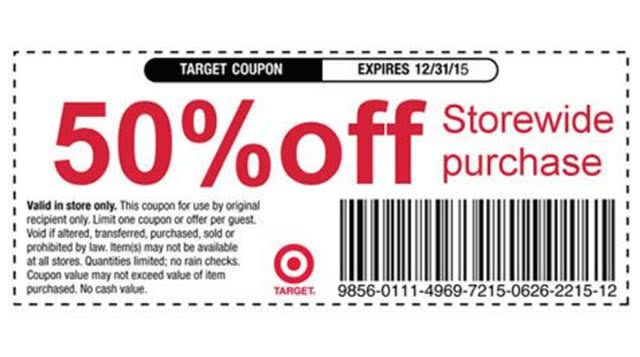 TARGET COUPON EXPIRES 12/31/15
50%off Storewide
purchase
Valid in store only. This coupon for use by original
recipient only. Limit one coupon or offer per guest.
Void if altered, transferred, purchased, sold or
prohibited by law. Item(s) may not be available
at all stores. Quantities limited; no rain checks.
Coupon value may not exceed value of item
purchased. No cash value.
TARGET.
9856-0111-4969-7215-0626-2215-12